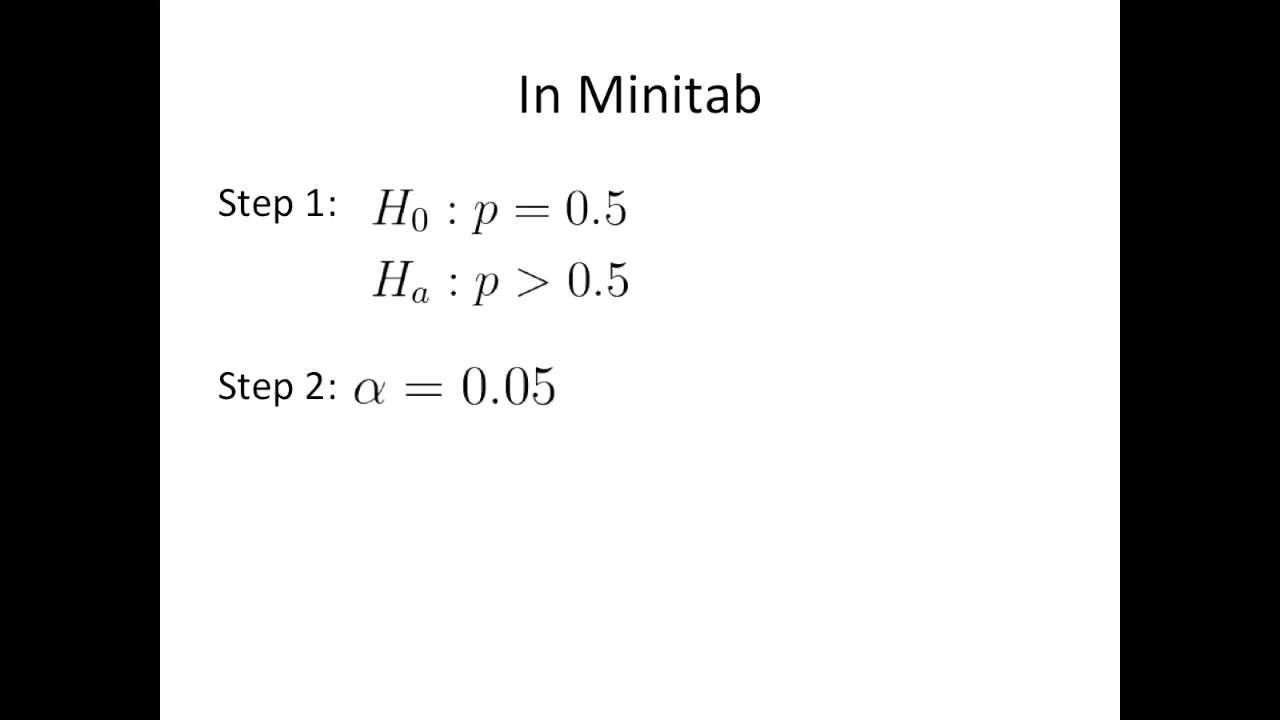 In Minitab
Step 1: H₀ : p = 0.5
Hₐ : p > 0.5
Step 2: α = 0.05